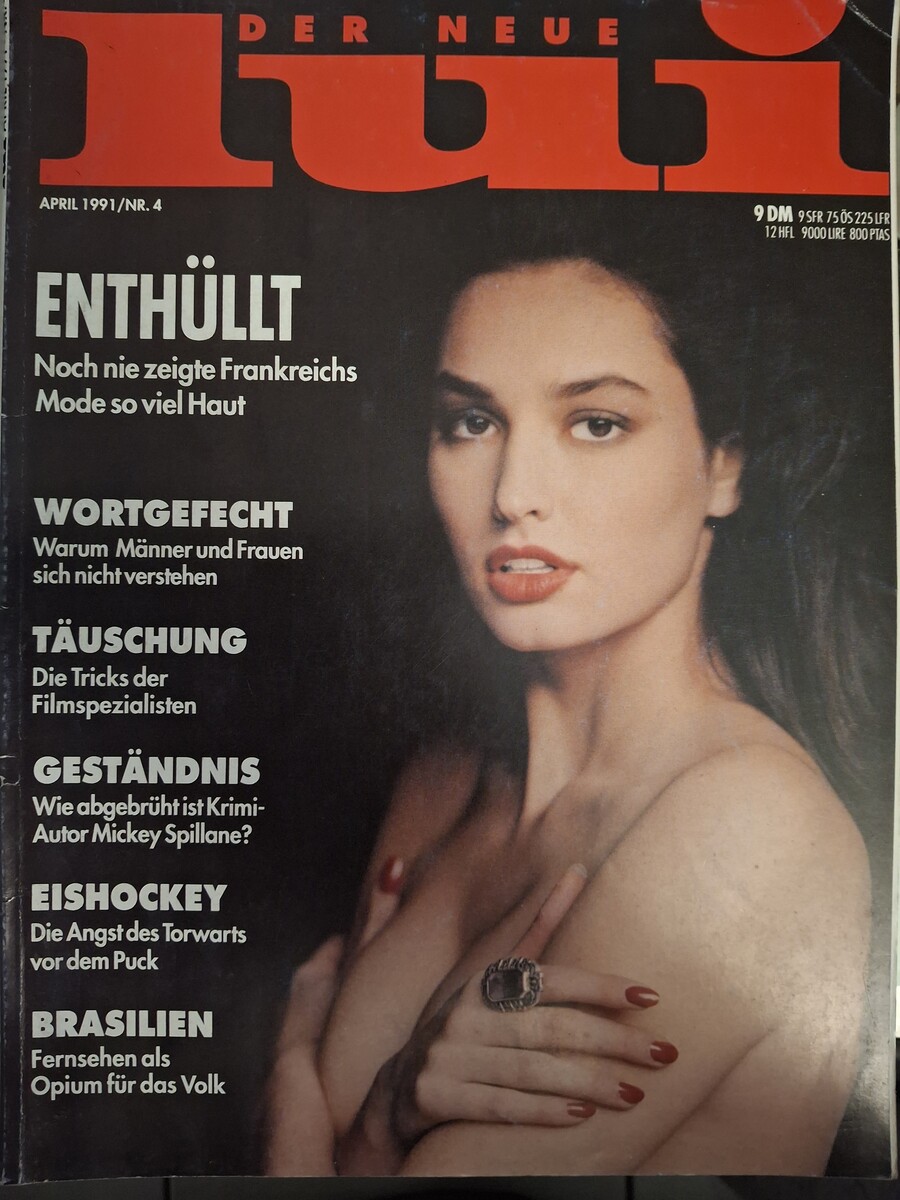 DER NEUE
lui
APRIL 1991/NR. 4
9 DM 9 SFR 75 ÖS 225 LFR
12 HFL 9000 LIRE 800 PTAS
ENTHÜLLT
Noch nie zeigte Frankreichs
Mode so viel Haut
WORTGEFECHT
Warum Männer und Frauen
sich nicht verstehen
TÄUSCHUNG
Die Tricks der
Filmspezialisten
GESTÄNDNIS
Wie abgebrüht ist Krimi-
Autor Mickey Spillane?
EISHOCKEY
Die Angst des Torwarts
vor dem Puck
BRASILIEN
Fernsehen als
Opium für das Volk